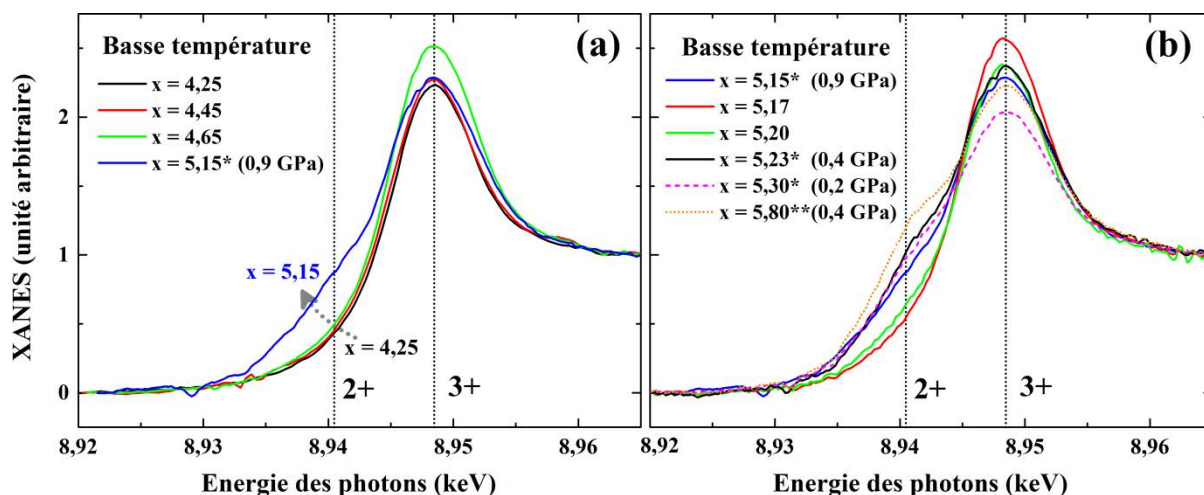 XANES (unité arbitraire)
2
1
0
Basse température
(a)
x = 4,25
x = 4,45
x = 4,65
x = 5,15* (0,9 GPa)
x = 5,15
x = 4,25
2+
3+
8,92
8,93
8,94
8,95
8,96
Energie des photons (keV)
Basse température
(b)
x = 5,15* (0,9 GPa)
x = 5,17
x = 5,20
x = 5,23* (0,4 GPa)
x = 5,30* (0,2 GPa)
x = 5,80** (0,4 GPa)
2+
3+
8,92
8,93
8,94
8,95
8,96
Energie des photons (keV)